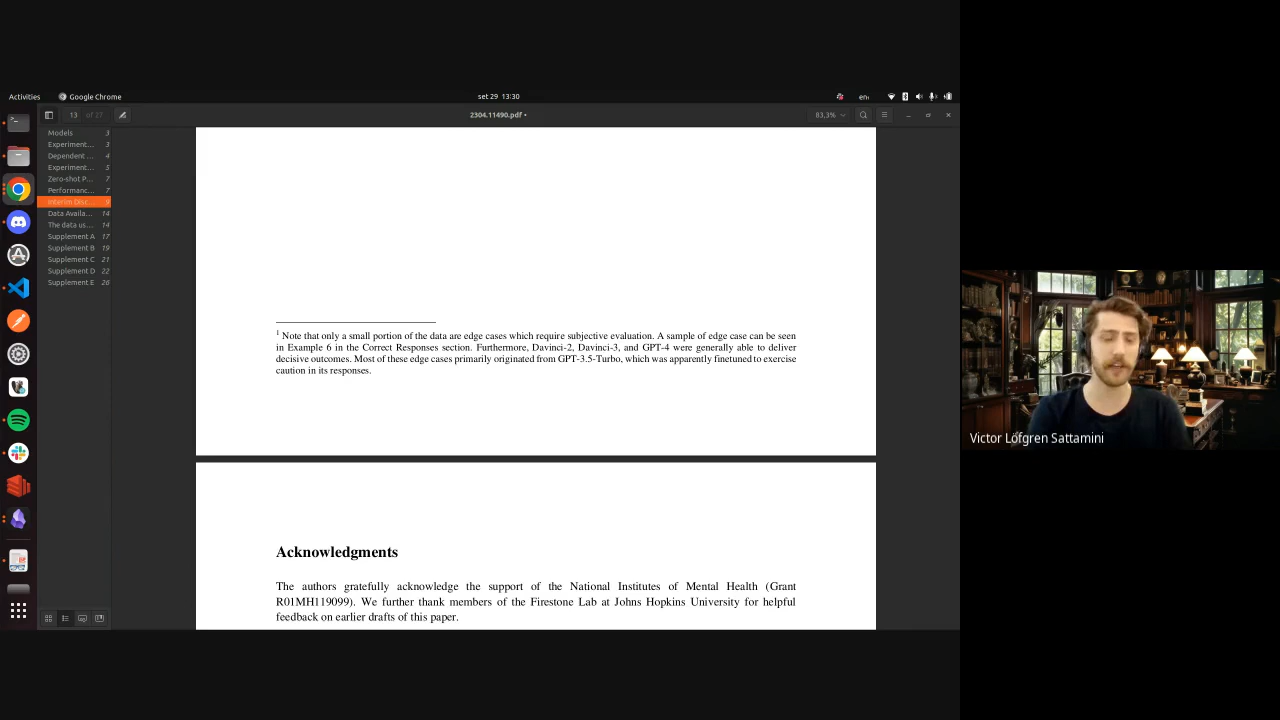 Activities
Google Chrome
set 29 13:30
en₁
13 of 27
2304.11490.pdf •
83,3%
Models 3
Experiment... 3
Dependent ... 4
Experiment... 5
Zero-shot P... 7
Performanc... 7
Interim Disc... 9
Data Availa... 14
The data us... 14
Supplement A 17
Supplement B 19
Supplement C 21
Supplement D 22
Supplement E 26
1 Note that only a small portion of the data are edge cases which require subjective evaluation. A sample of edge case can be seen
in Example 6 in the Correct Responses section. Furthermore, Davinci-2, Davinci-3, and GPT-4 were generally able to deliver
decisive outcomes. Most of these edge cases primarily originated from GPT-3.5-Turbo, which was apparently finetuned to exercise
caution in its responses.
Acknowledgments
The authors gratefully acknowledge the support of the National Institutes of Mental Health (Grant
R01MH119099). We further thank members of the Firestone Lab at Johns Hopkins University for helpful
feedback on earlier drafts of this paper.
Victor Löfgren Sattamini